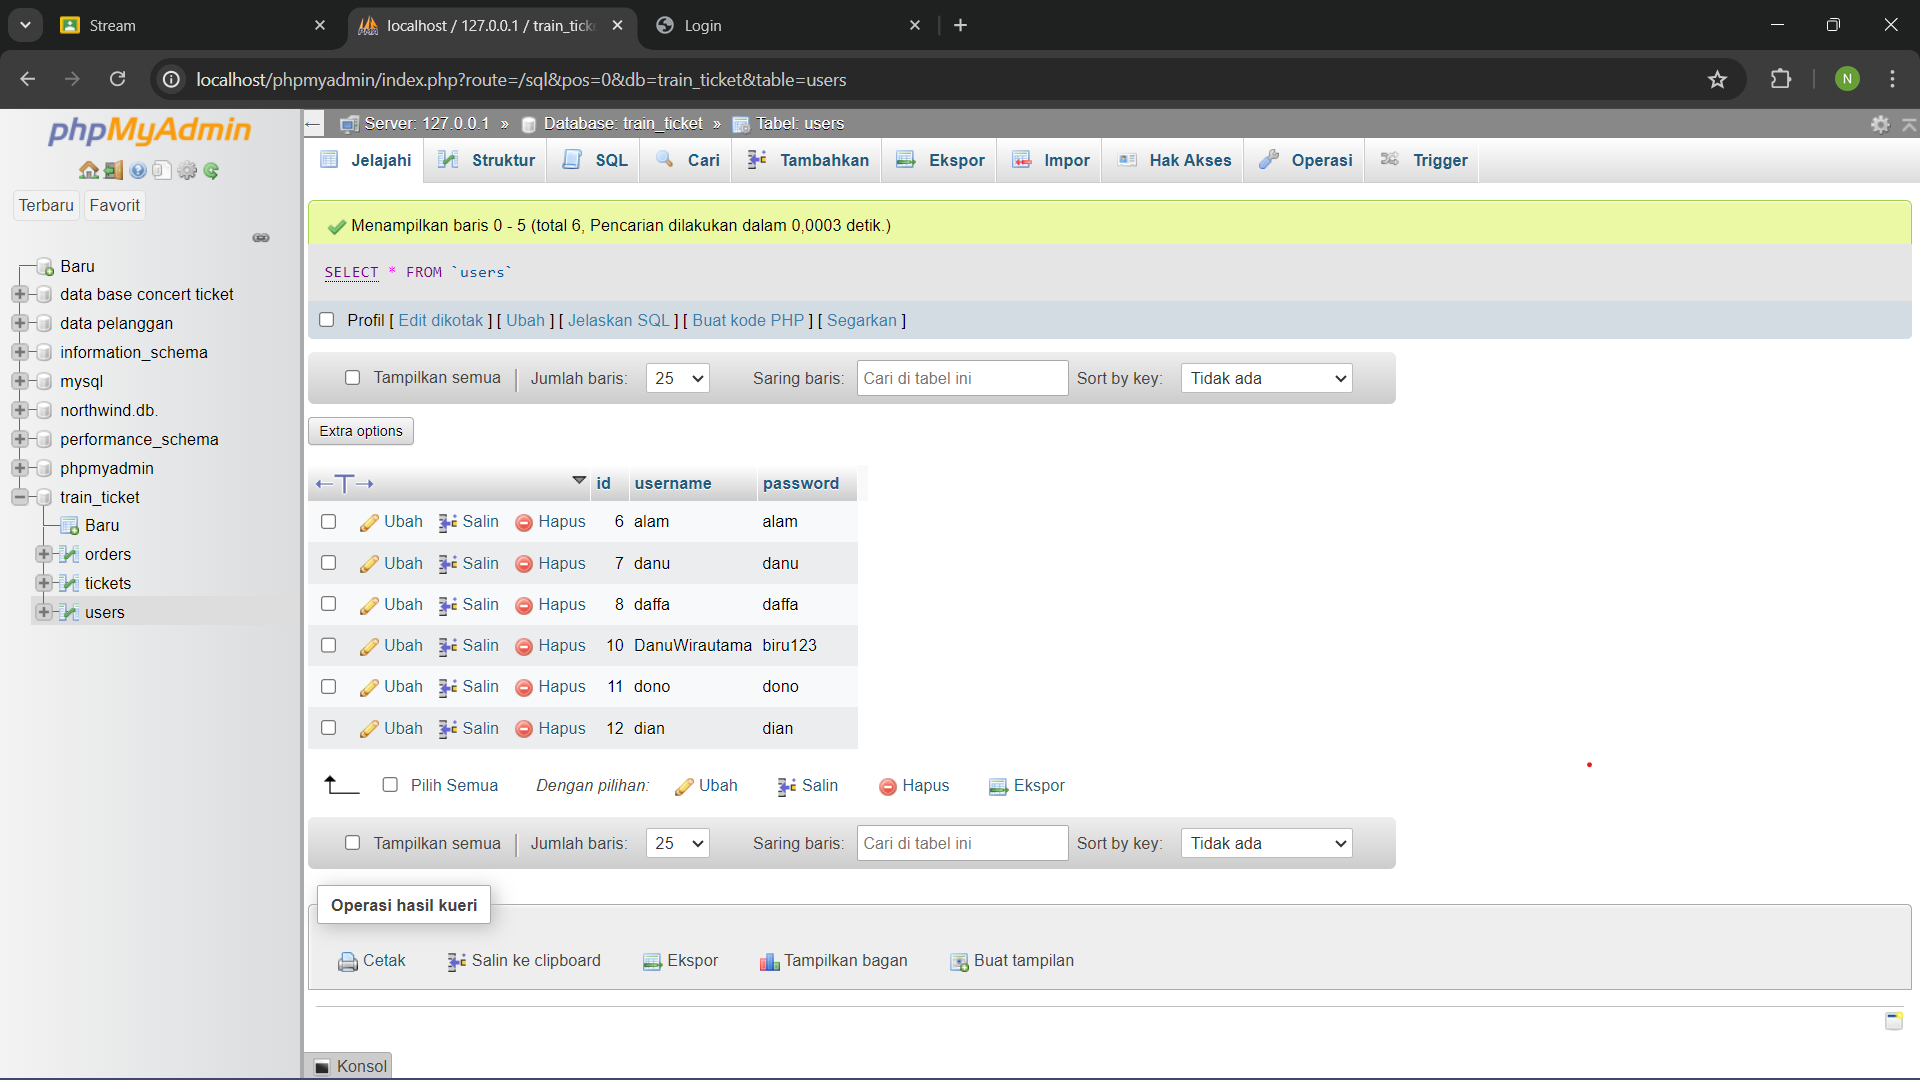 Stream
localhost / 127.0.0.1 / train_ticke
Login
localhost/phpmyadmin/index.php?route=/sql&pos=0&db=train_ticket&table=users
N
phpMyAdmin
Terbaru
Favorit
Baru
data base concert ticket
data pelanggan
information_schema
mysql
northwind.db.
performance_schema
phpmyadmin
train_ticket
Baru
orders
tickets
users
Server: 127.0.0.1 » Database: train_ticket » Tabel: users
Jelajahi Struktur SQL Cari Tambahkan Ekspor Impor Hak Akses Operasi Trigger
Menampilkan baris 0 - 5 (total 6, Pencarian dilakukan dalam 0,0003 detik.)
SELECT * FROM `users`
Profil [ Edit dikotak ] [ Ubah ] [ Jelaskan SQL ] [ Buat kode PHP ] [ Segarkan ]
Tampilkan semua Jumlah baris: 25 Saring baris: Cari di tabel ini Sort by key: Tidak ada
Extra options
←T→ id username password
Ubah Salin Hapus 6 alam alam
Ubah Salin Hapus 7 danu danu
Ubah Salin Hapus 8 daffa daffa
Ubah Salin Hapus 10 DanuWirautama biru123
Ubah Salin Hapus 11 dono dono
Ubah Salin Hapus 12 dian dian
Pilih Semua Dengan pilihan: Ubah Salin Hapus Ekspor
Tampilkan semua Jumlah baris: 25 Saring baris: Cari di tabel ini Sort by key: Tidak ada
Operasi hasil kueri
Cetak Salin ke clipboard Ekspor Tampilkan bagan Buat tampilan
Konsol